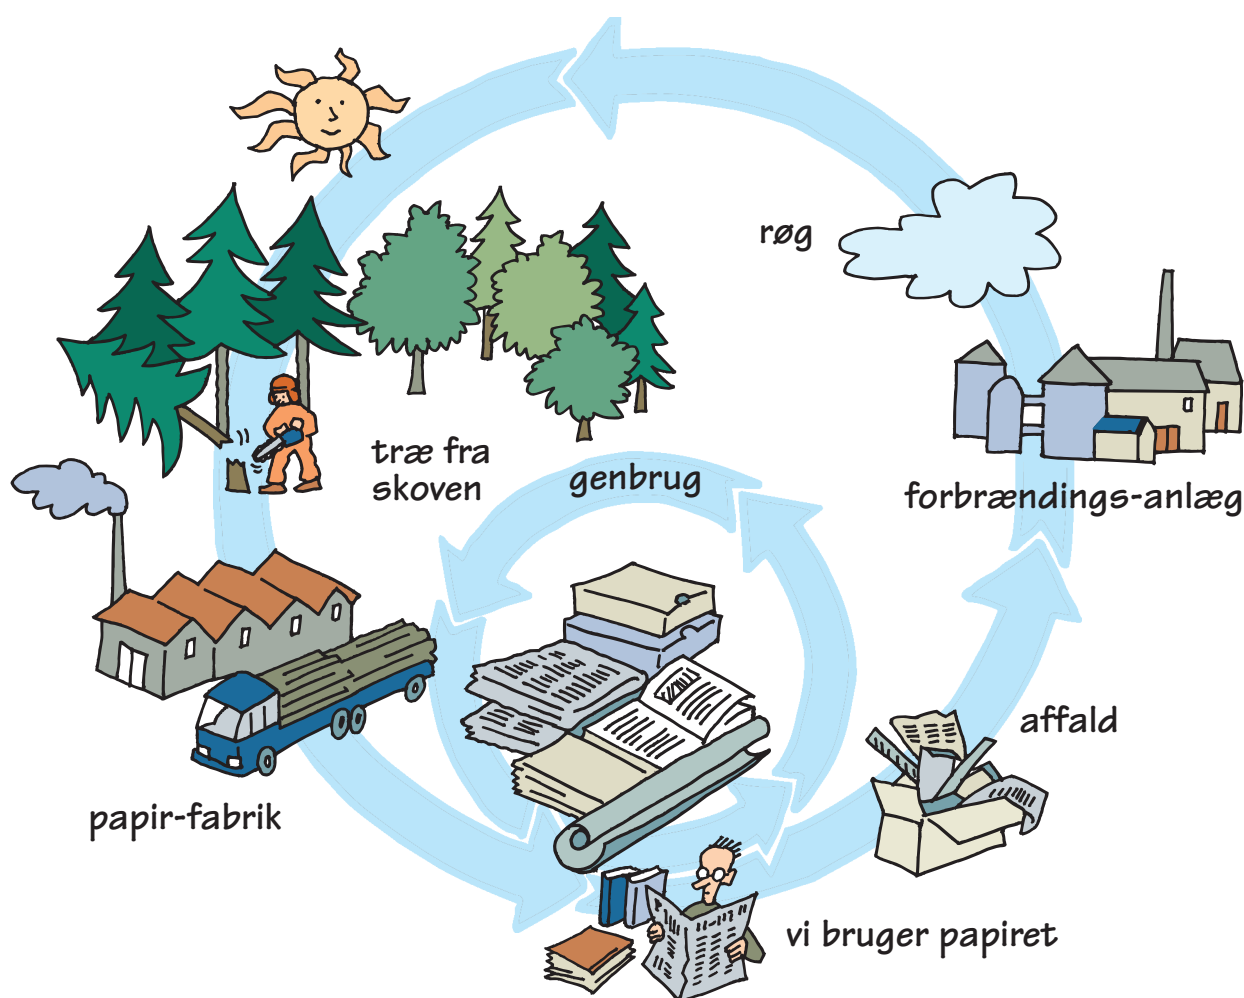 røg
træ fra
skoven
genbrug
forbrændings-anlæg
affald
papir-fabrik
vi bruger papiret